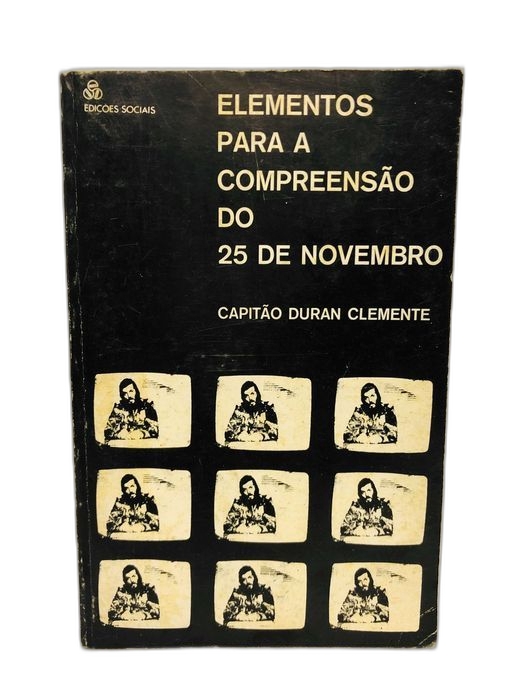 EDIÇÕES SOCIAIS
ELEMENTOS
PARA A
COMPREENSÃO
DO
25 DE NOVEMBRO
CAPITÃO DURAN CLEMENTE